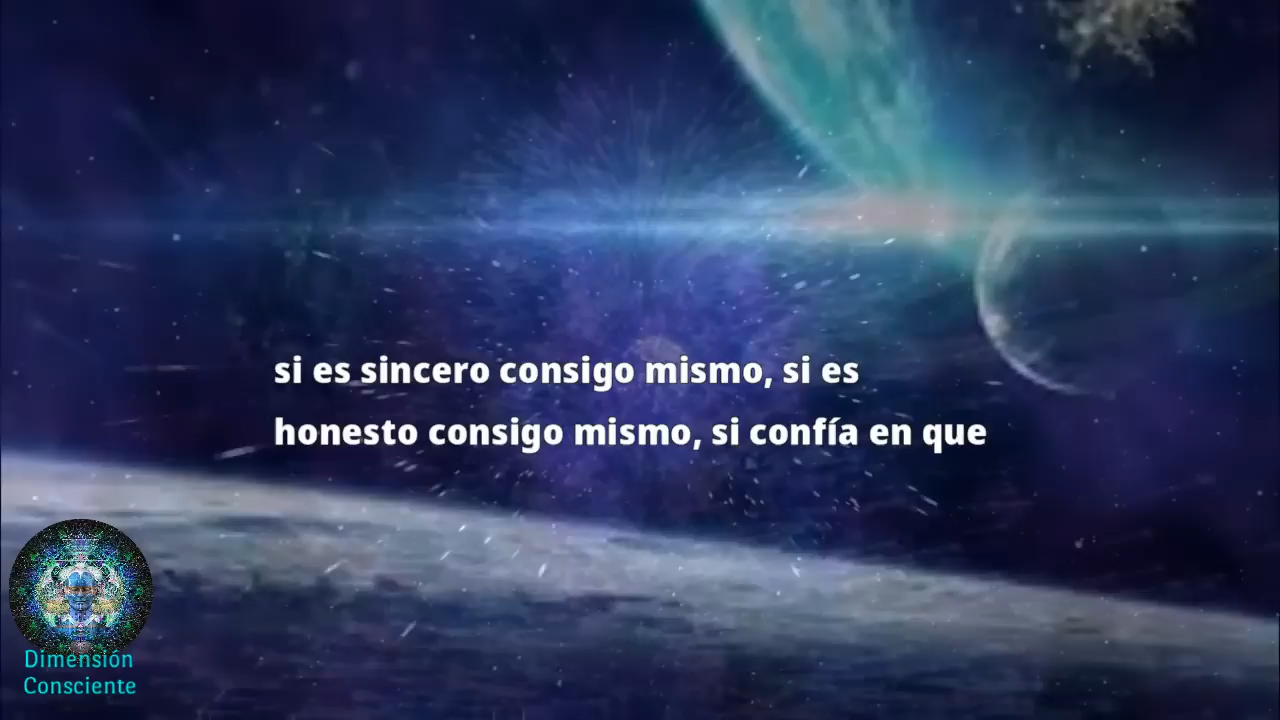 si es sincero consigo mismo, si es
honesto consigo mismo, si confía en que
Dimensión
Consciente